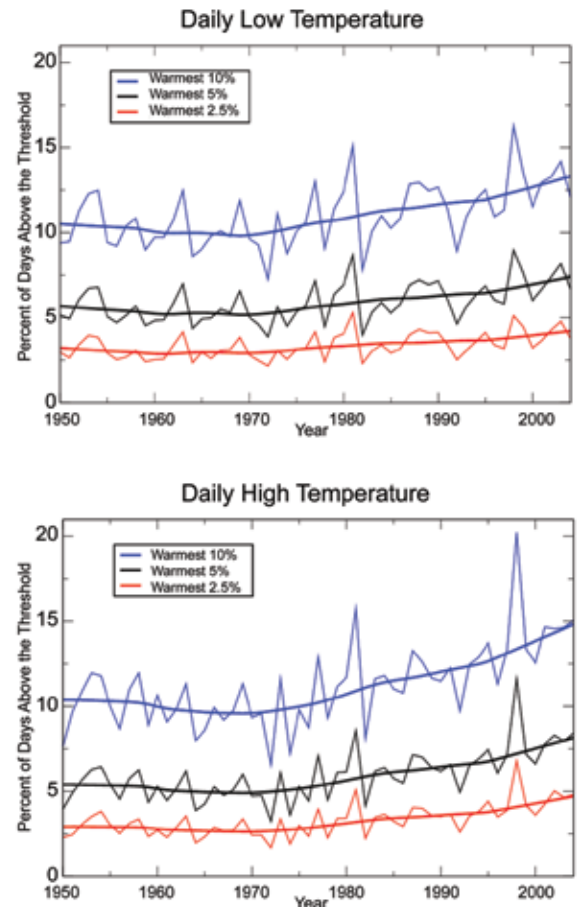 Daily Low Temperature
Percent of Days Above the Threshold
20
15
10
5
0
Warmest 10%
Warmest 5%
Warmest 2.5%
1950 1960 1970 1980 1990 2000
Year
Daily High Temperature
Percent of Days Above the Threshold
20
15
10
5
0
Warmest 10%
Warmest 5%
Warmest 2.5%
1950 1960 1970 1980 1990 2000
Year